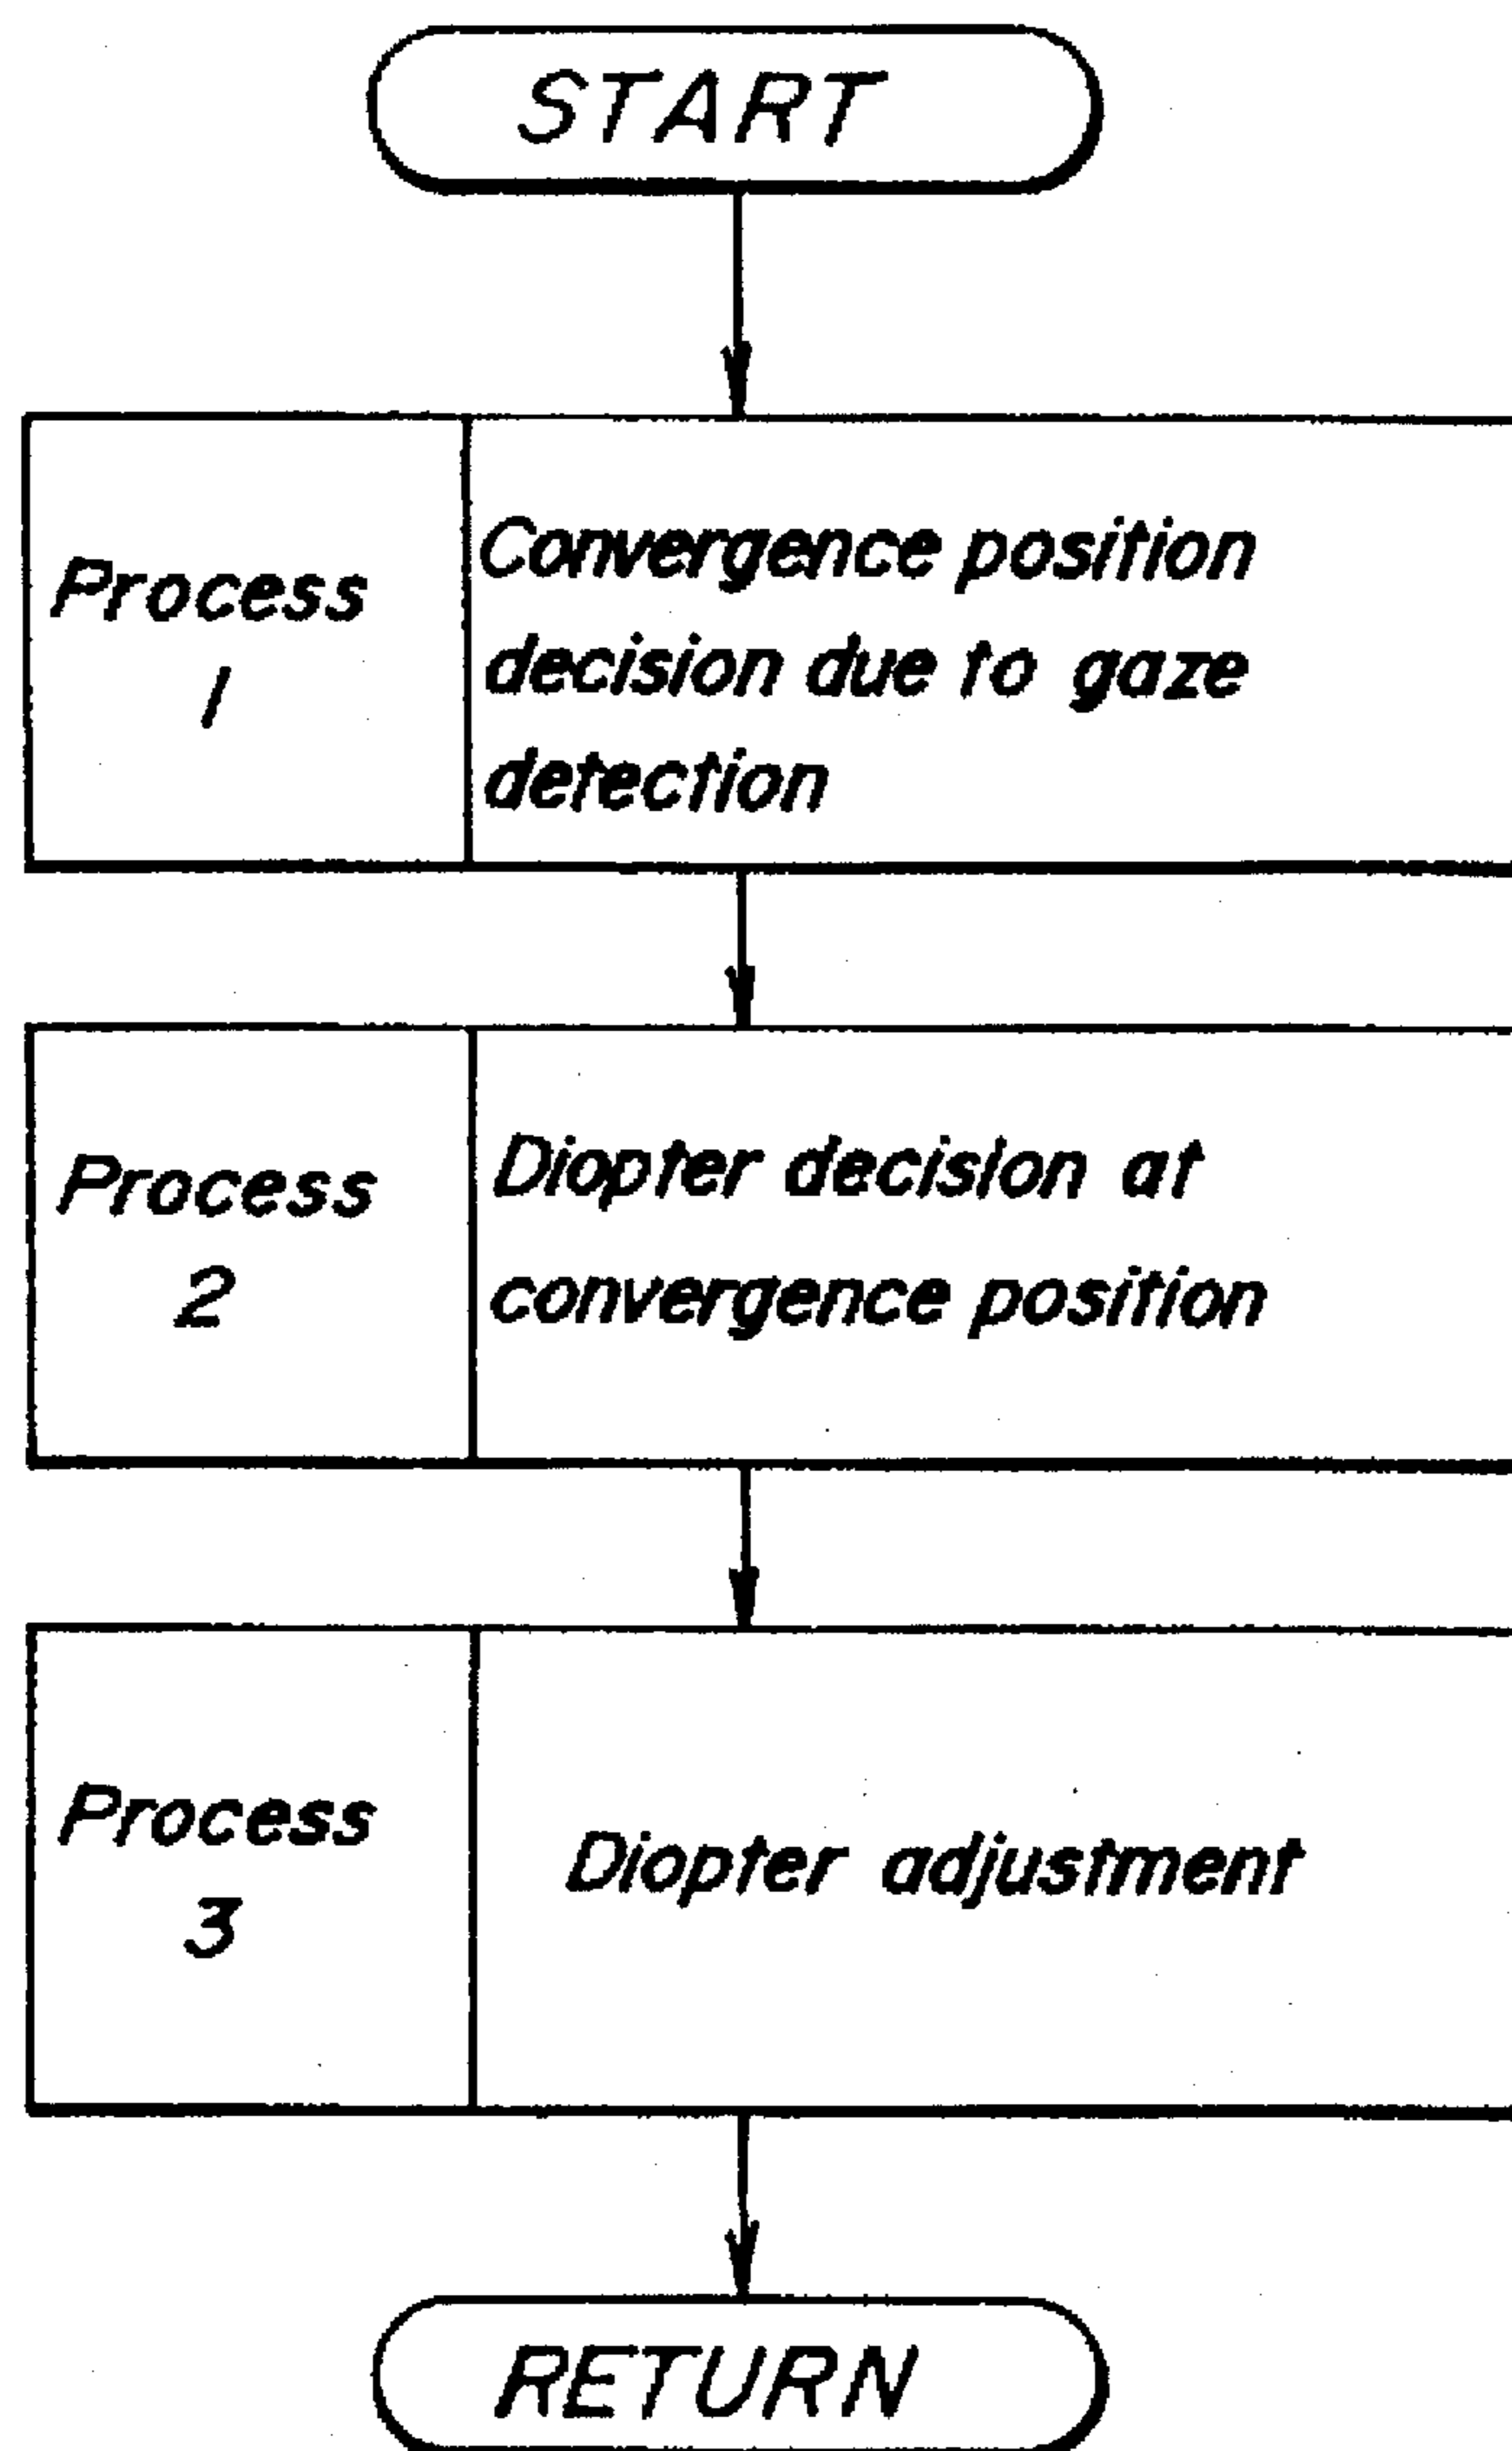 START
Process
1
Convergence position
decision due to gaze
detection
Process
2
Diopter decision at
convergence position
Process
3
Diopter adjustment
RETURN